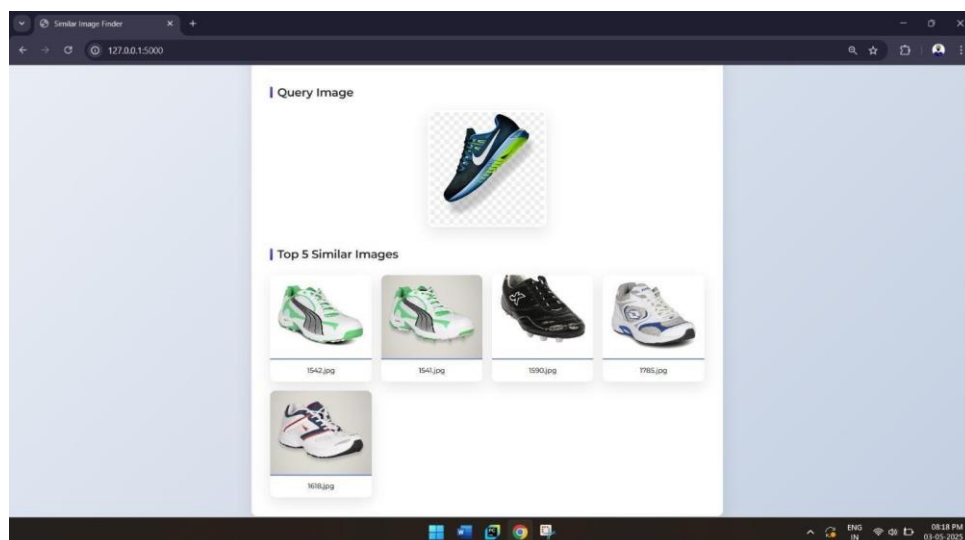 Similar Image Finder
127.0.0.1:5000
Query Image
Top 5 Similar Images
1542.jpg
1541.jpg
1590.jpg
1785.jpg
1618.jpg
ENG
IN
08:18 PM
03-05-2025